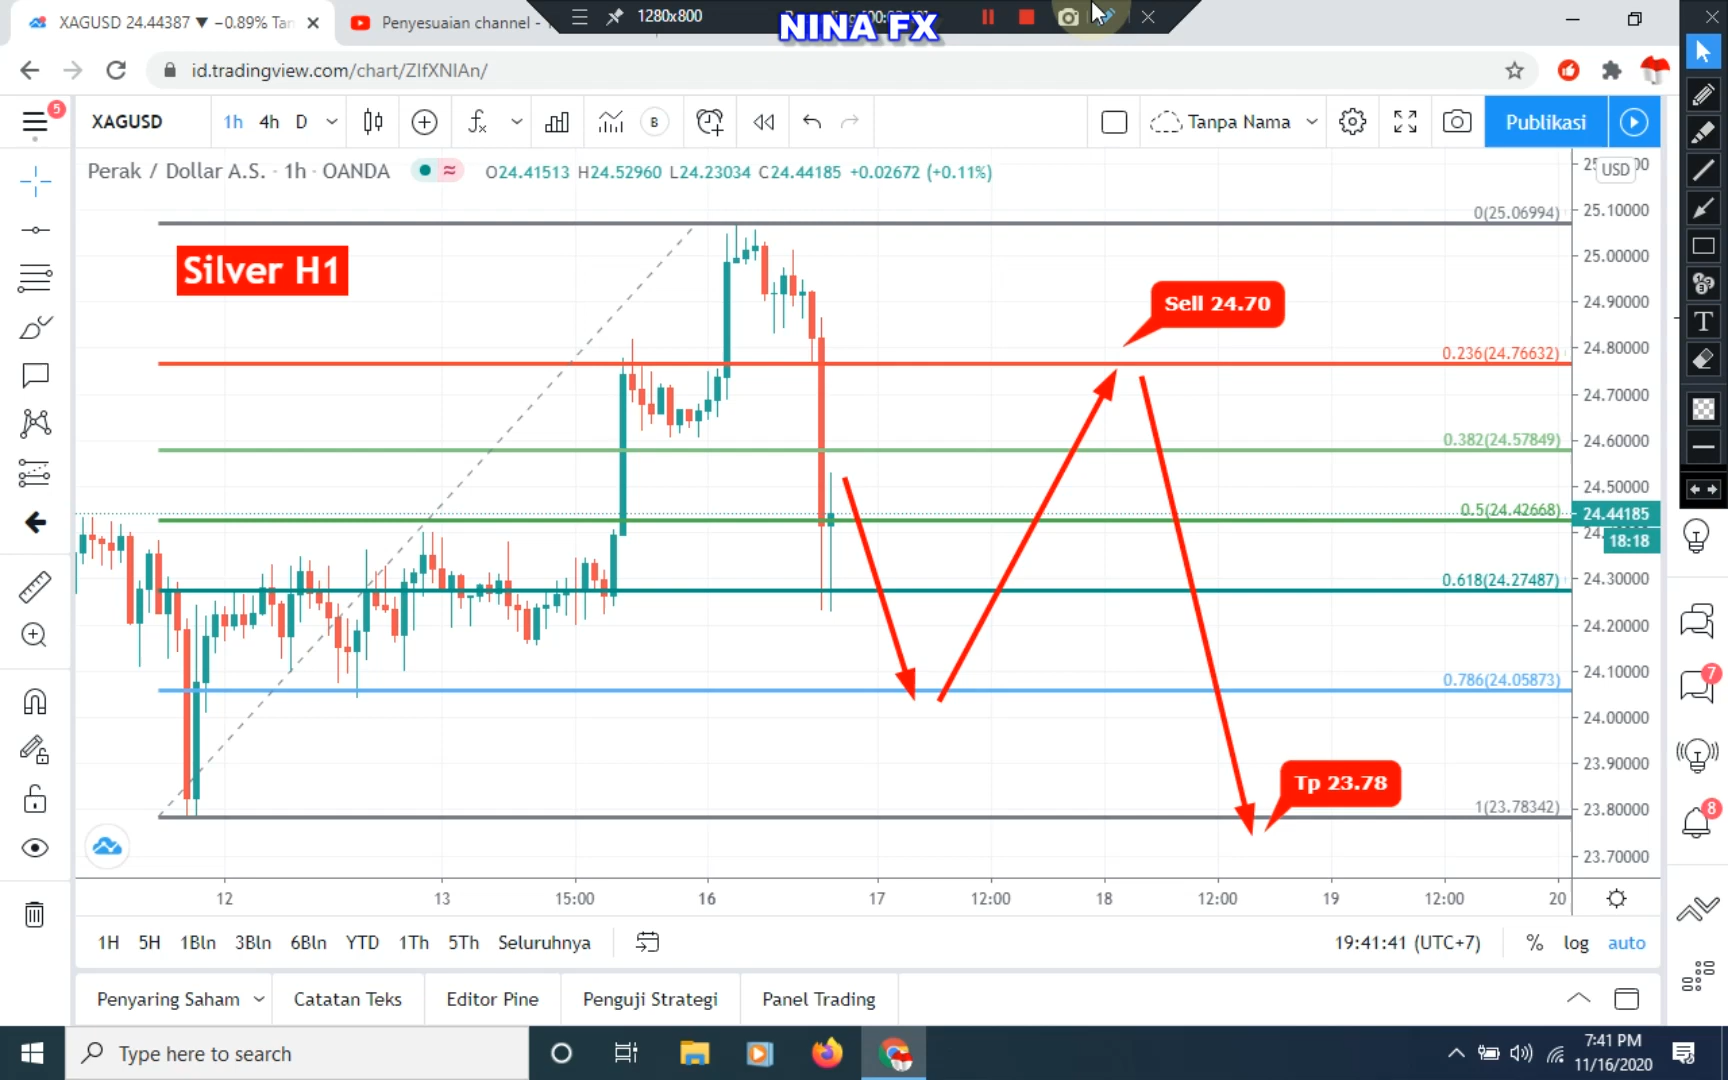 XAGUSD 24.44387 ▼ −0.89% Tan
Penyesuaian channel -
1280x800
NINA FX
id.tradingview.com/chart/ZIfXNIAn/
5
XAGUSD
1h 4h D
B
Tanpa Nama
Publikasi
Perak / Dollar A.S. · 1h · OANDA
O24.41513 H24.52960 L24.23034 C24.44185 +0.02672 (+0.11%)
USD
Silver H1
0(25.06994)
25.10000
25.00000
24.90000
Sell 24.70
0.236(24.76632)
24.80000
24.70000
0.382(24.57849)
24.60000
24.50000
0.5(24.42668)
24.44185
18:18
0.618(24.27487)
24.30000
24.20000
24.10000
0.786(24.05873)
24.00000
23.90000
Tp 23.78
1(23.78342)
23.80000
23.70000
7
8
12 13 15:00 16 17 12:00 18 12:00 19 12:00 20
1H 5H 1Bln 3Bln 6Bln YTD 1Th 5Th Seluruhnya
19:41:41 (UTC+7) % log auto
Penyaring Saham Catatan Teks Editor Pine Penguji Strategi Panel Trading
Type here to search
7:41 PM
11/16/2020